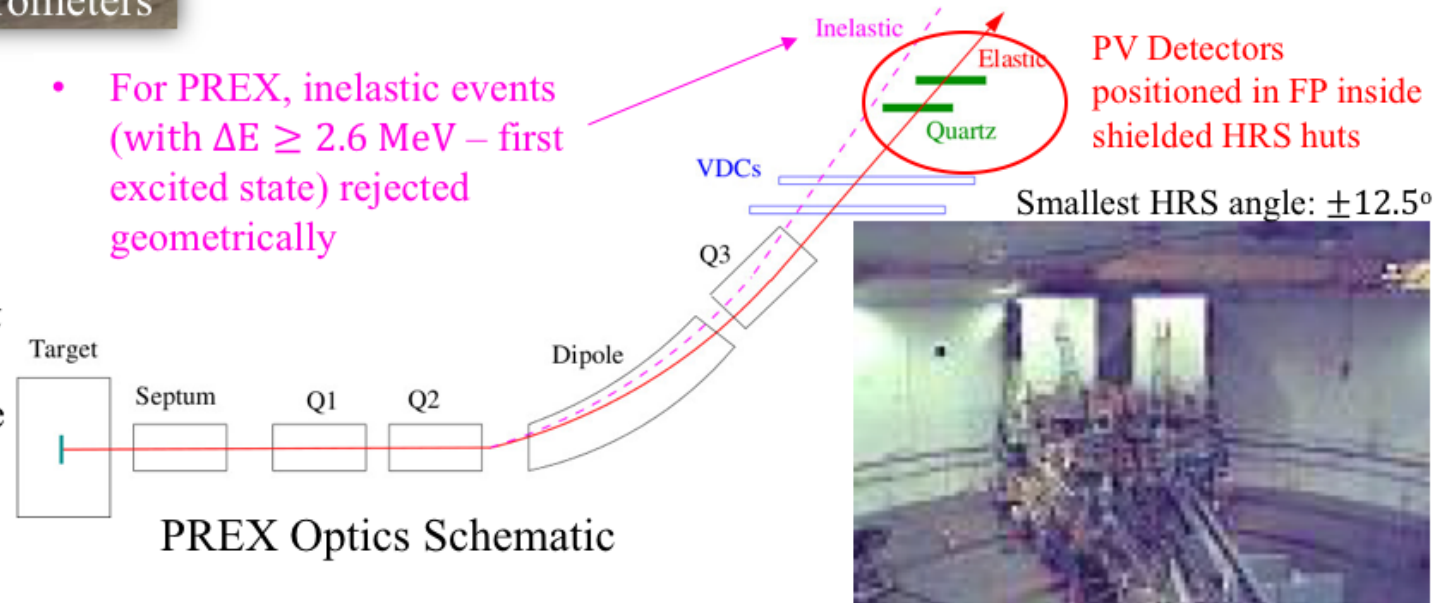 • For PREX, inelastic events
(with ΔE ≥ 2.6 MeV – first
excited state) rejected
geometrically
Inelastic
Elastic
Quartz
PV Detectors
positioned in FP inside
shielded HRS huts
VDCs
Smallest HRS angle: ±12.5°
Q3
Dipole
Target
Septum
Q1
Q2
PREX Optics Schematic